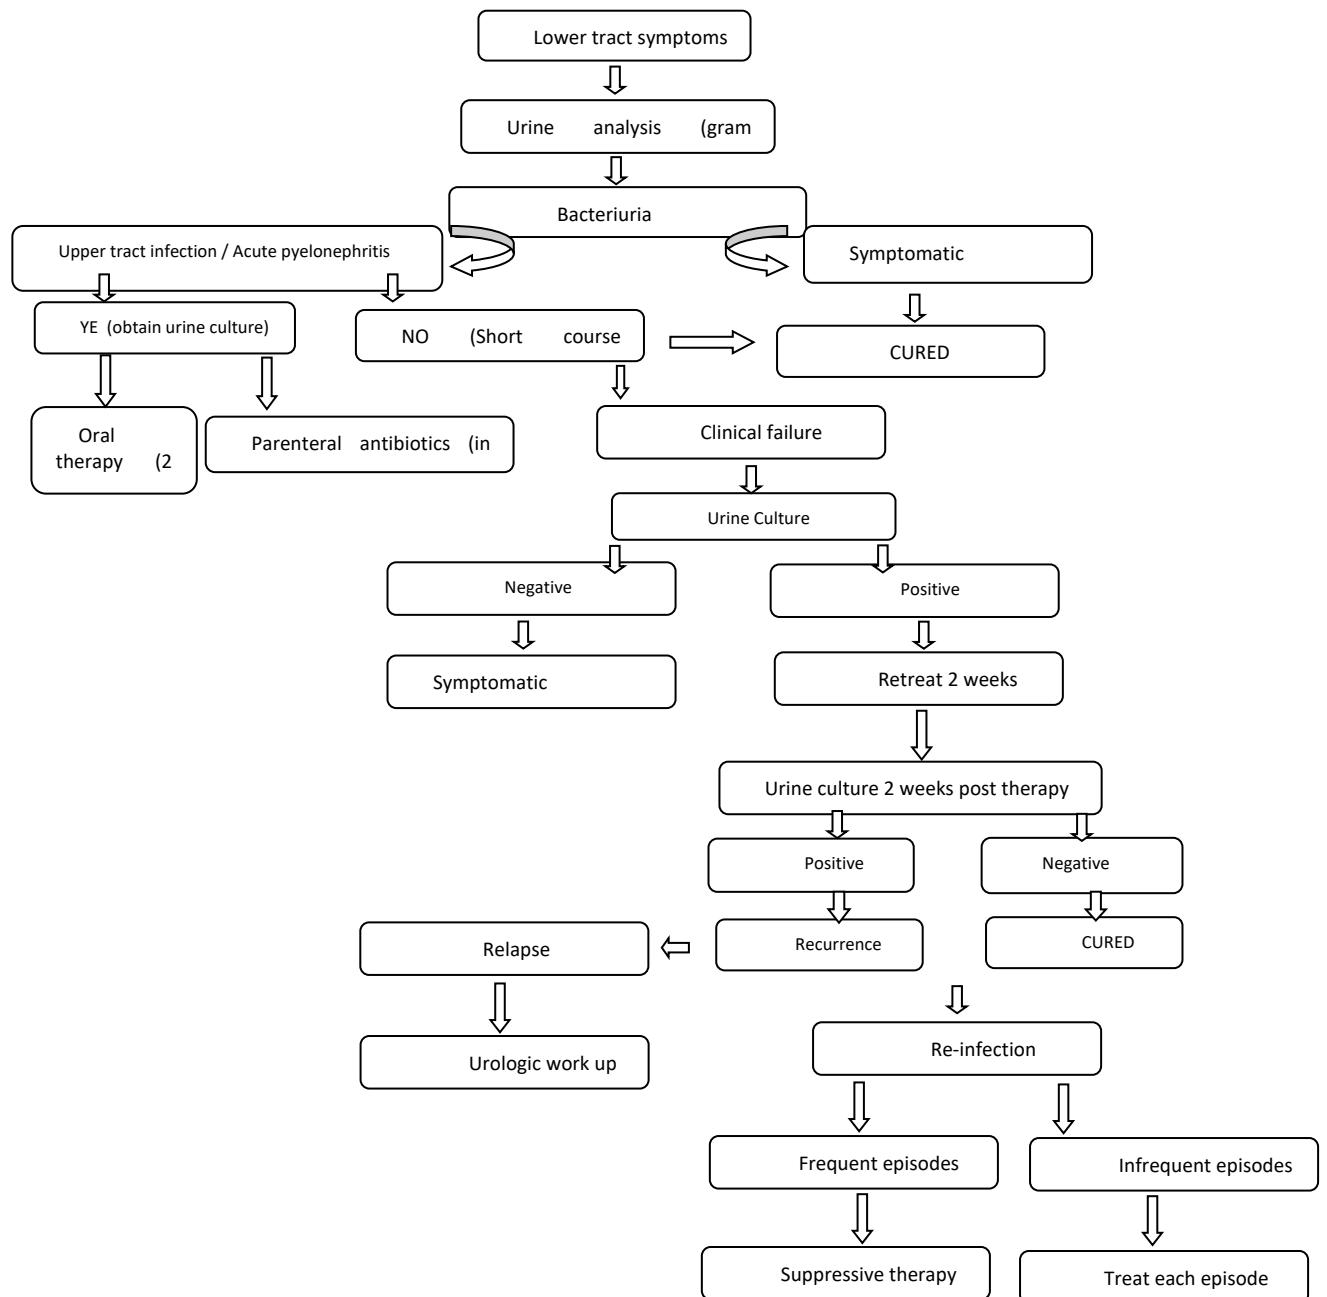 Lower tract symptoms
Urine analysis (gram
Bacteriuria
Upper tract infection / Acute pyelonephritis
Symptomatic
YE (obtain urine culture)
NO (Short course
CURED
Oral
therapy (2
Parenteral antibiotics (in
Clinical failure
Urine Culture
Negative
Positive
Symptomatic
Retreat 2 weeks
Urine culture 2 weeks post therapy
Positive
Negative
Relapse
Recurrence
CURED
Re-infection
Urologic work up
Frequent episodes
Infrequent episodes
Suppressive therapy
Treat each episode